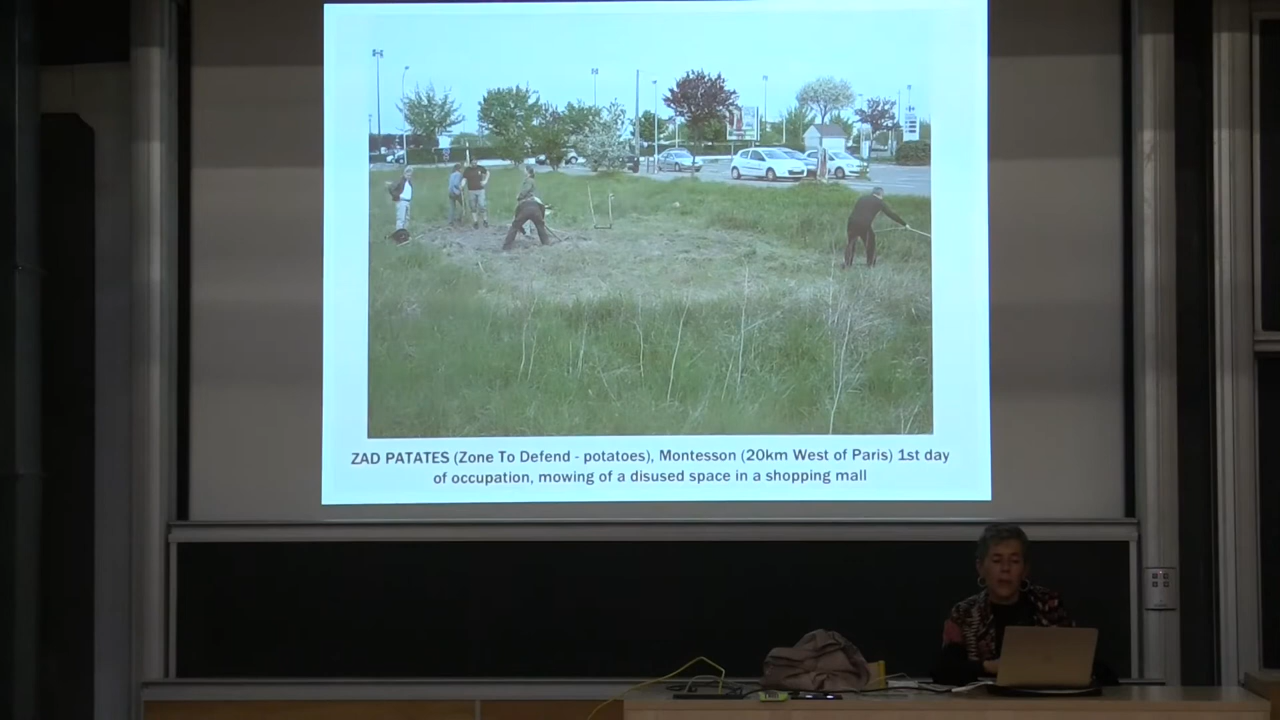 ZAD PATATES (Zone To Defend - potatoes), Montesson (20km West of Paris) 1st day
of occupation, mowing of a disused space in a shopping mall